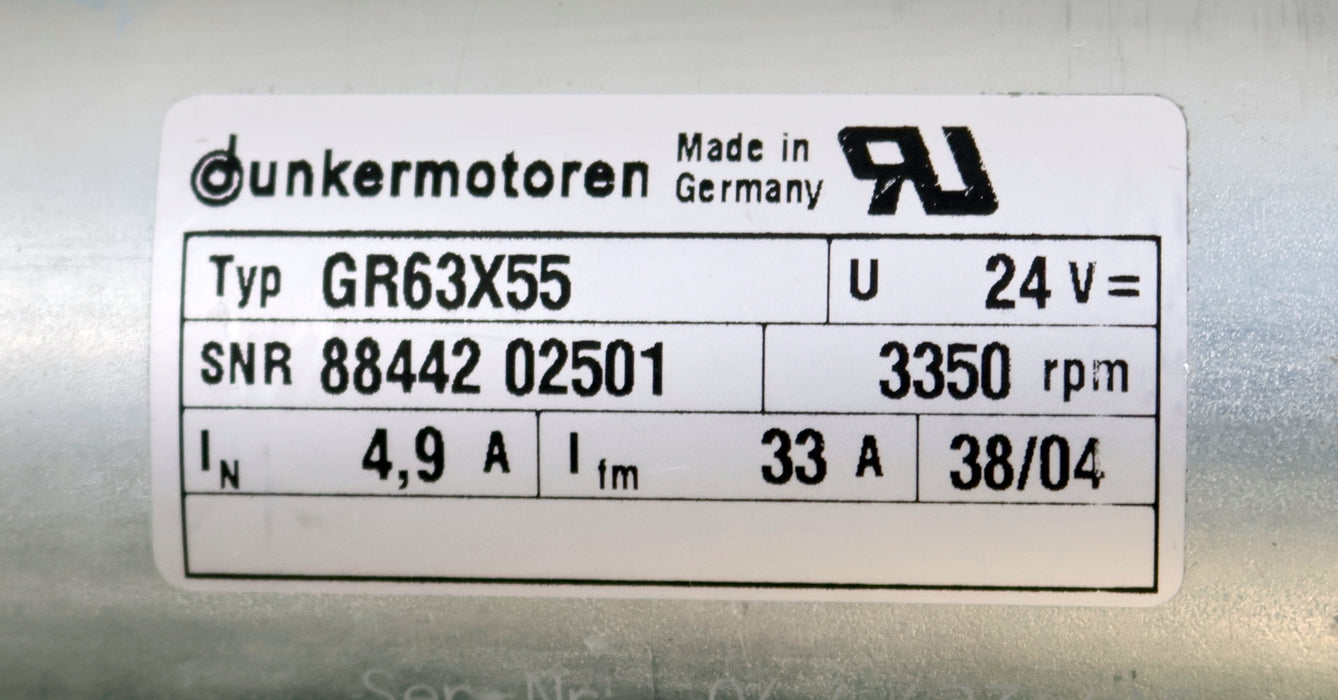 dunkermotoren
Made in
Germany
RU
Typ GR63X55 U 24 V=
SNR 88442 02501 3350 rpm
IN 4,9 A Ifm 33 A 38/04